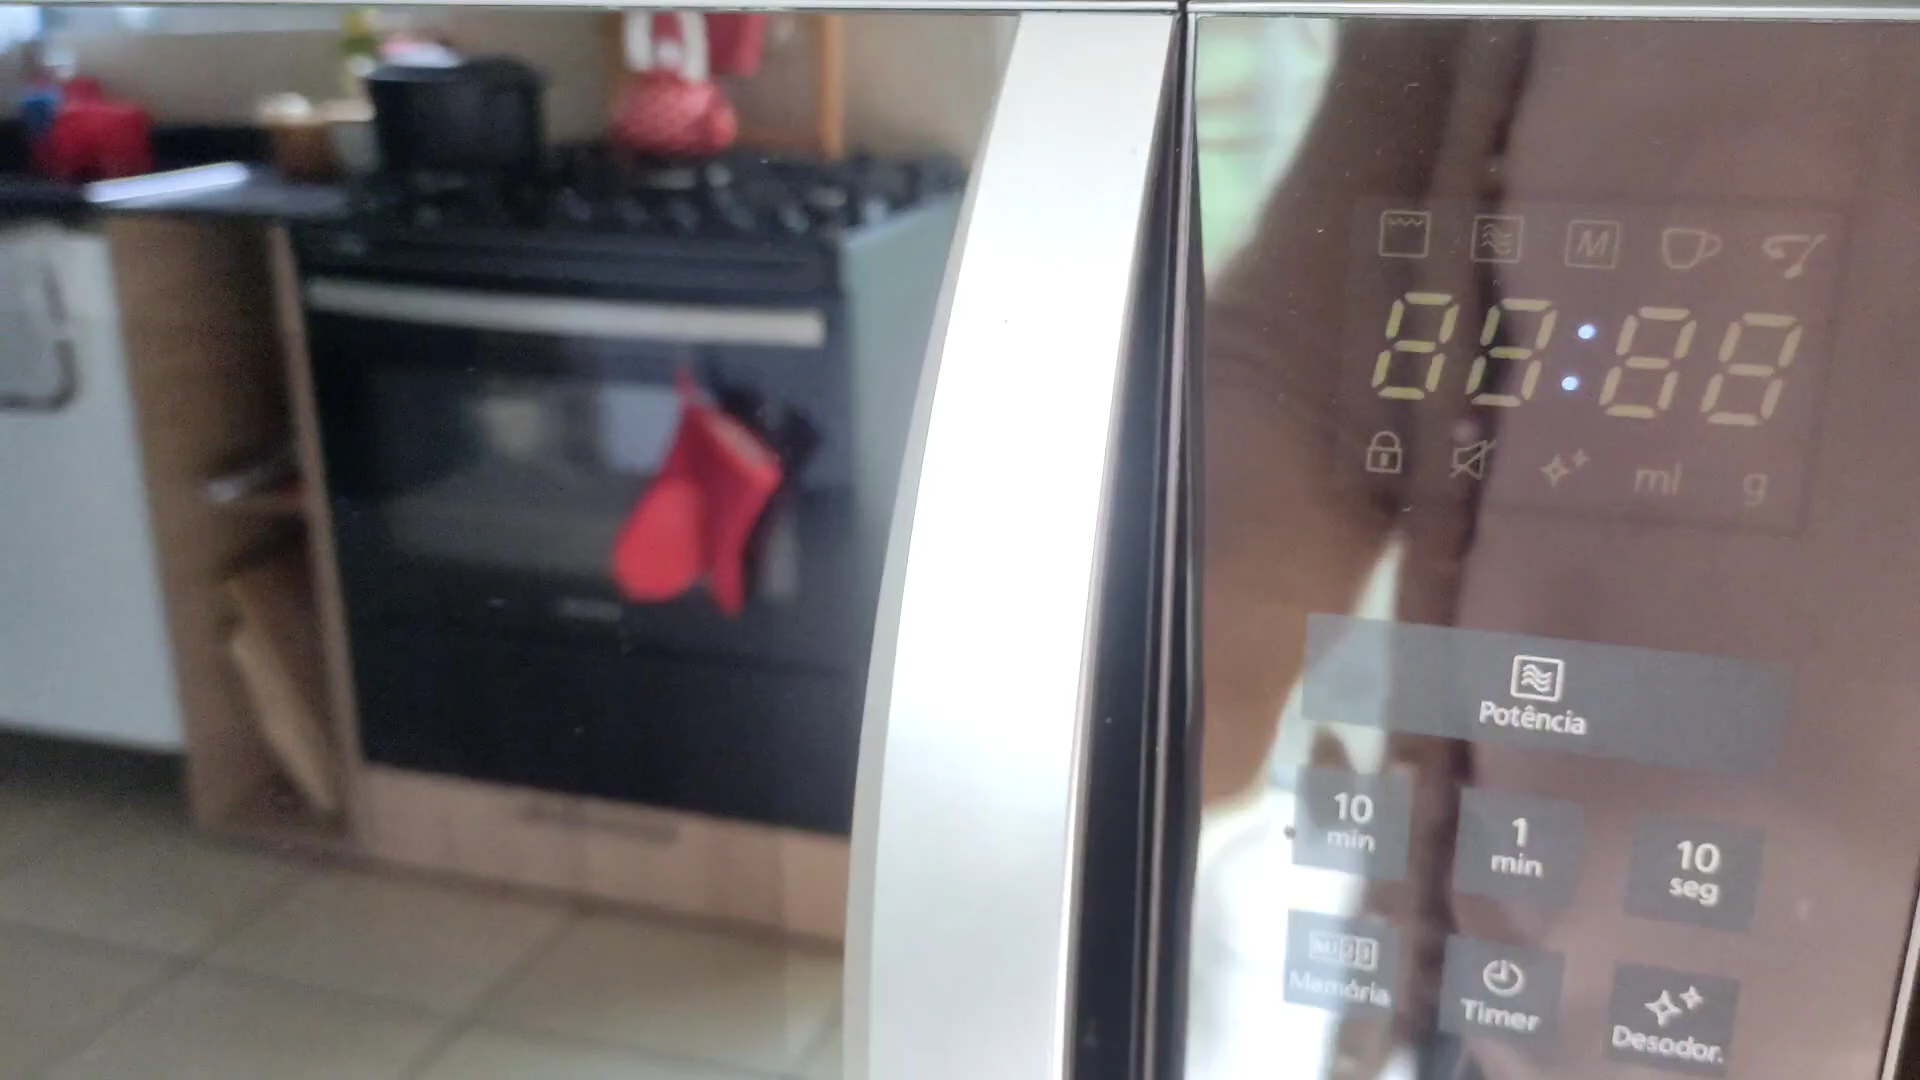 M
88:88
ml g
Potência
10
min
1
min
10
seg
Memória
Timer
Desodor.